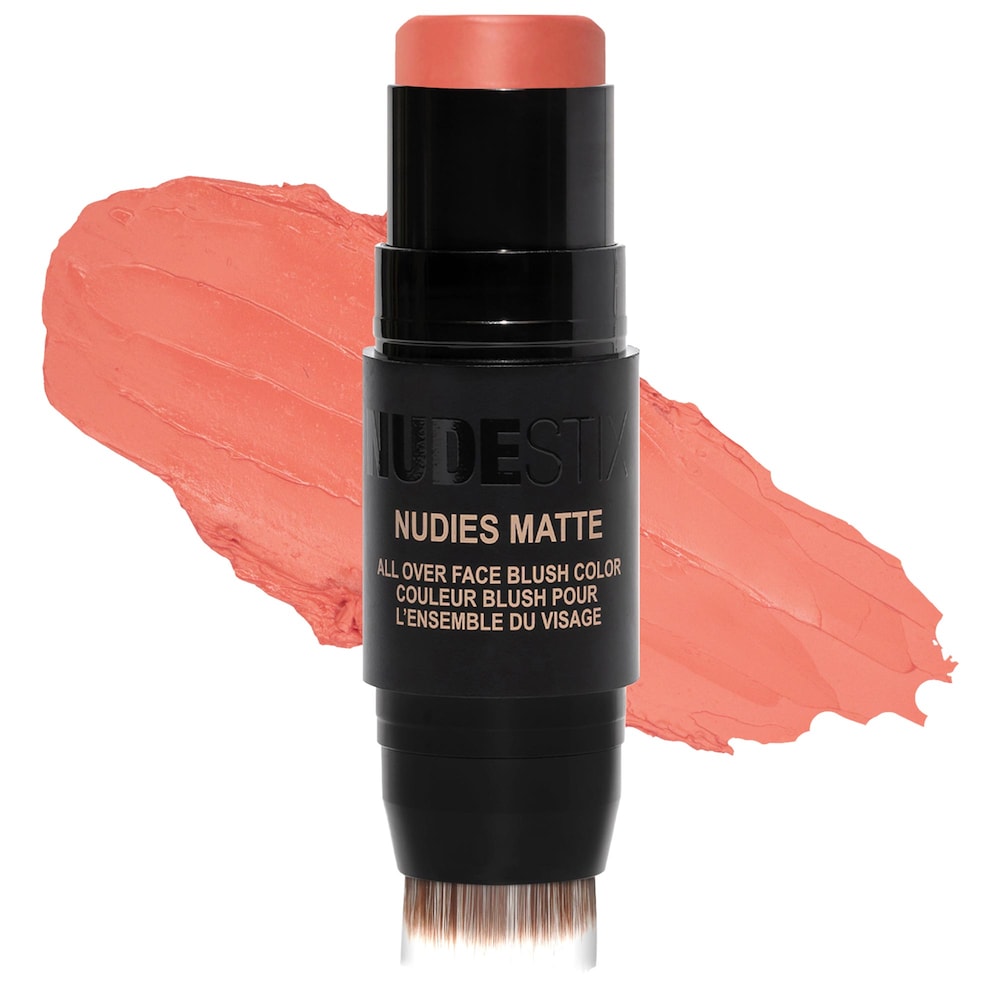 NUDESTIX
NUDIES MATTE
ALL OVER FACE BLUSH COLOR
COULEUR BLUSH POUR
L'ENSEMBLE DU VISAGE